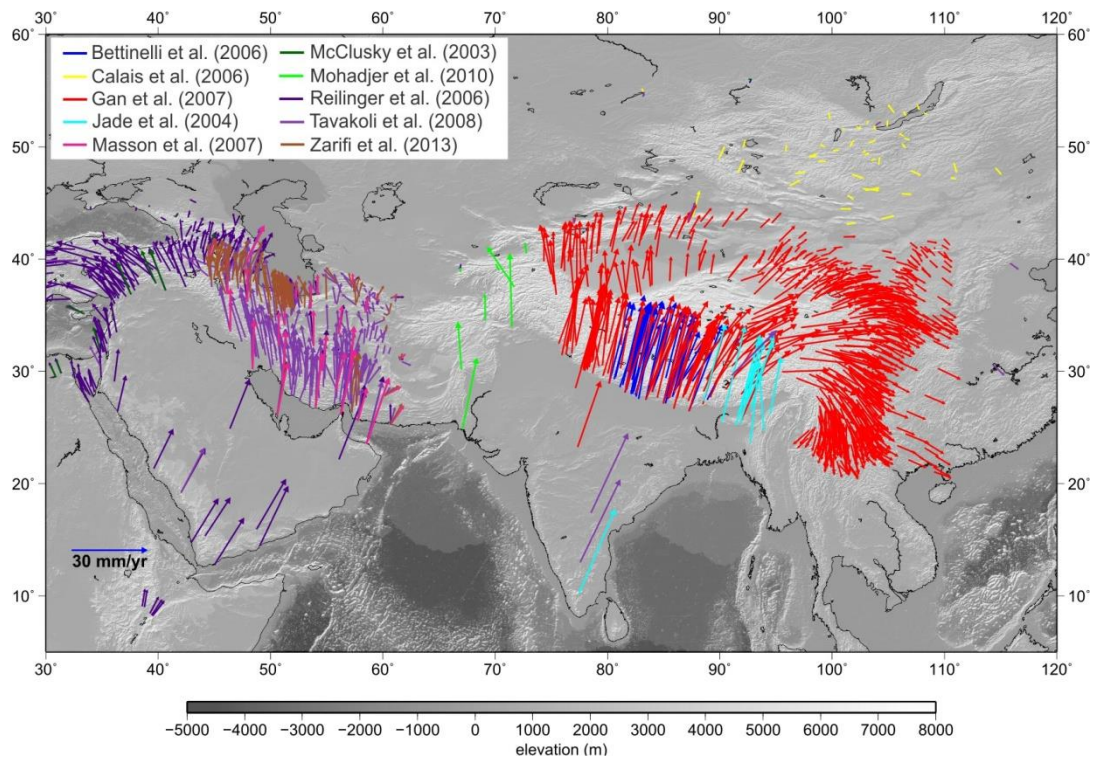 30° 40° 50° 60° 70° 80° 90° 100° 110° 120°
60° 60°
Bettinelli et al. (2006) McClusky et al. (2003)
Calais et al. (2006) Mohadjer et al. (2010)
Gan et al. (2007) Reilinger et al. (2006)
Jade et al. (2004) Tavakoli et al. (2008)
Masson et al. (2007) Zarifi et al. (2013)
50° 50°
40° 40°
30° 30°
20° 20°
30 mm/yr
10° 10°
30° 40° 50° 60° 70° 80° 90° 100° 110° 120°
−5000 −4000 −3000 −2000 −1000 0 1000 2000 3000 4000 5000 6000 7000 8000
elevation (m)